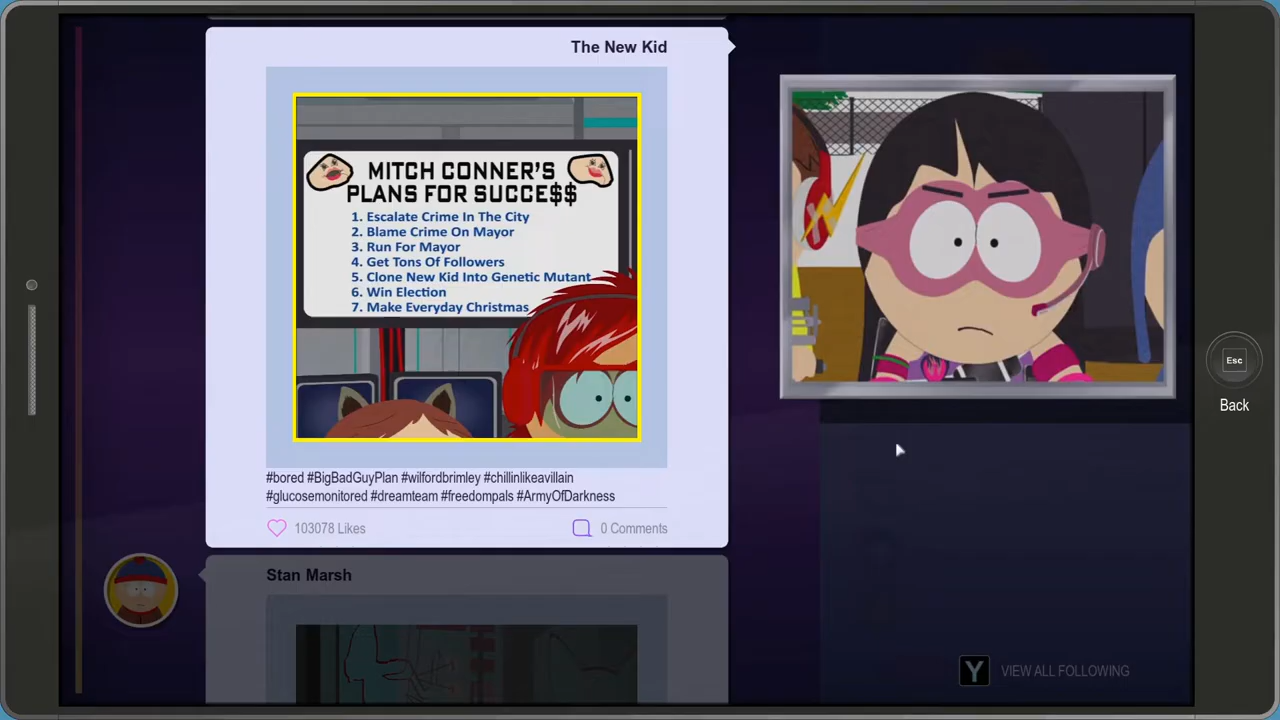 The New Kid
MITCH CONNER'S
PLANS FOR SUCCE$$
1. Escalate Crime In The City
2. Blame Crime On Mayor
3. Run For Mayor
4. Get Tons Of Followers
5. Clone New Kid Into Genetic Mutant
6. Win Election
7. Make Everyday Christmas
#bored #BigBadGuyPlan #wilfordbrimley #chillinlikeavillain
#glucosemonitored #dreamteam #freedompals #ArmyOfDarkness
103078 Likes
0 Comments
Stan Marsh
Esc
Back
Y VIEW ALL FOLLOWING